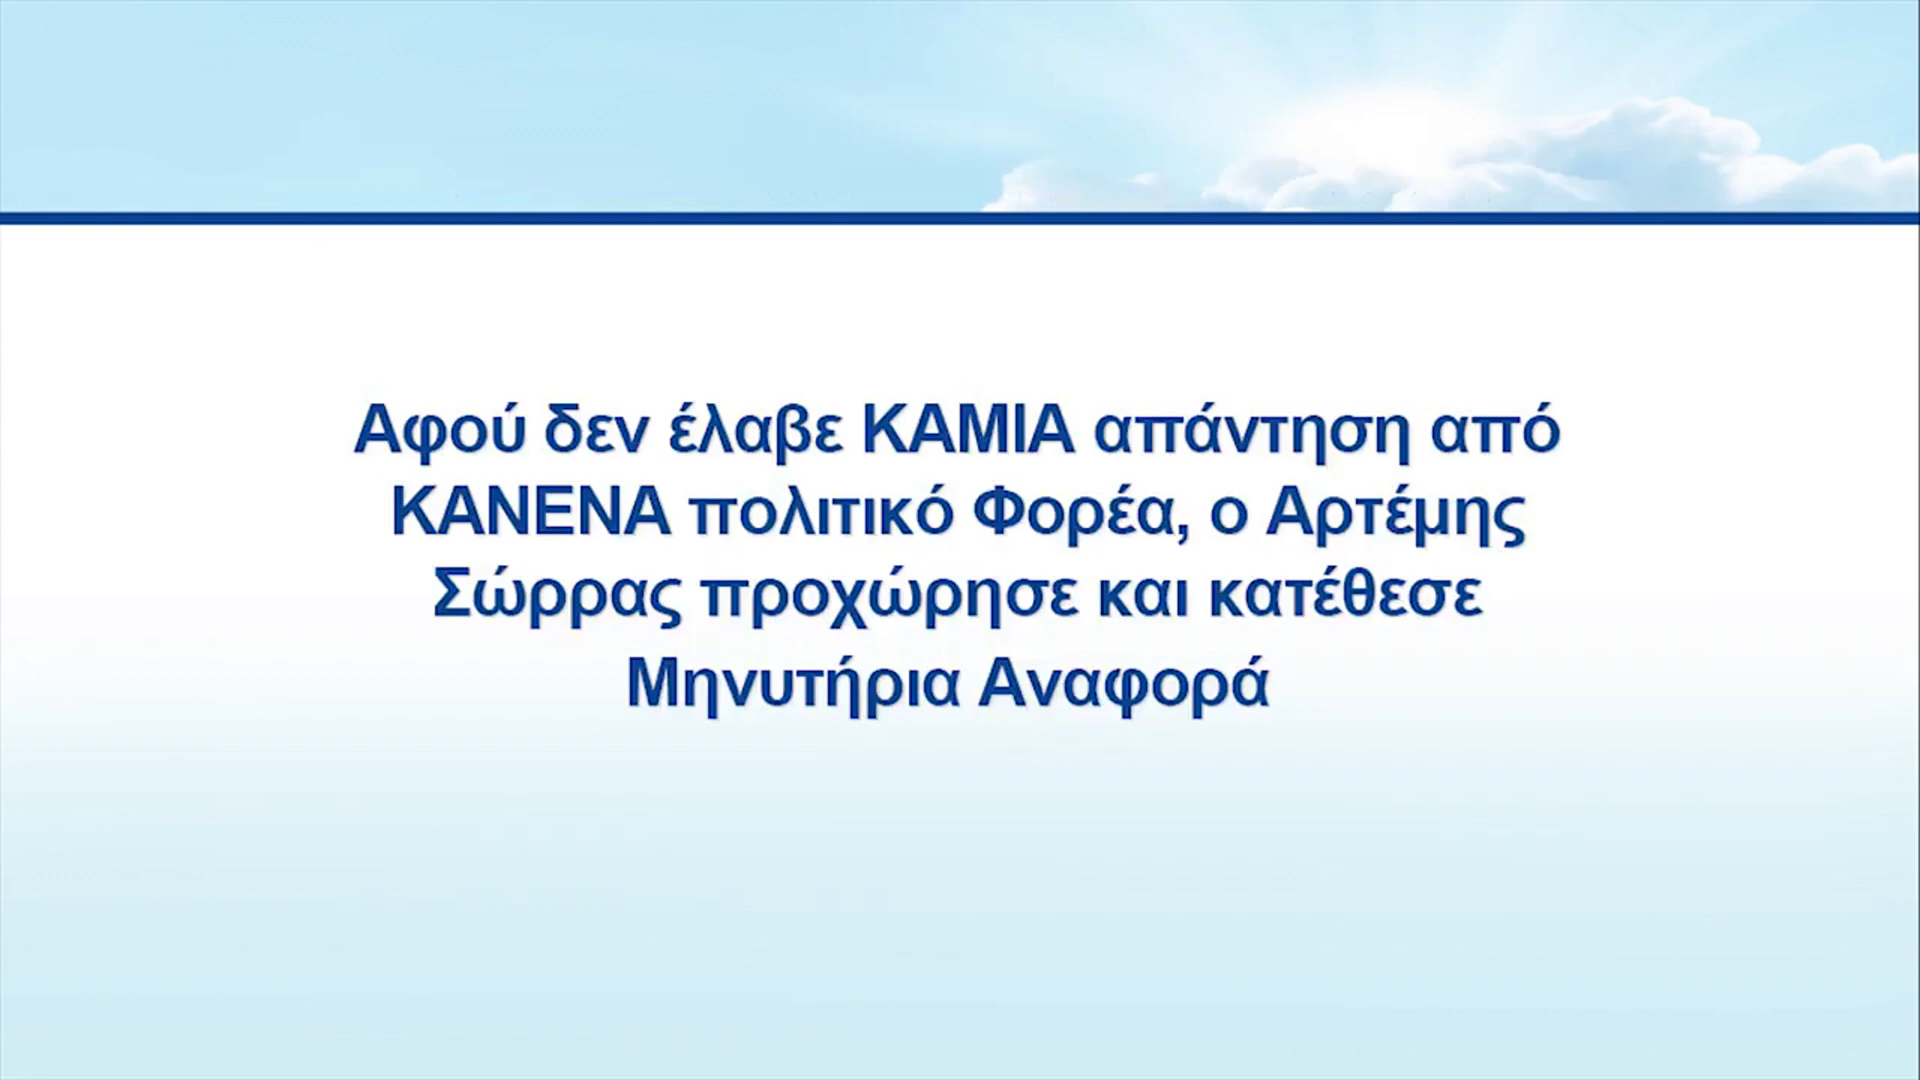 Αφού δεν έλαβε ΚΑΜΙΑ απάντηση από
ΚΑΝΕΝΑ πολιτικό Φορέα, ο Αρτέμης
Σώρρας προχώρησε και κατέθεσε
Μηνυτήρια Αναφορά